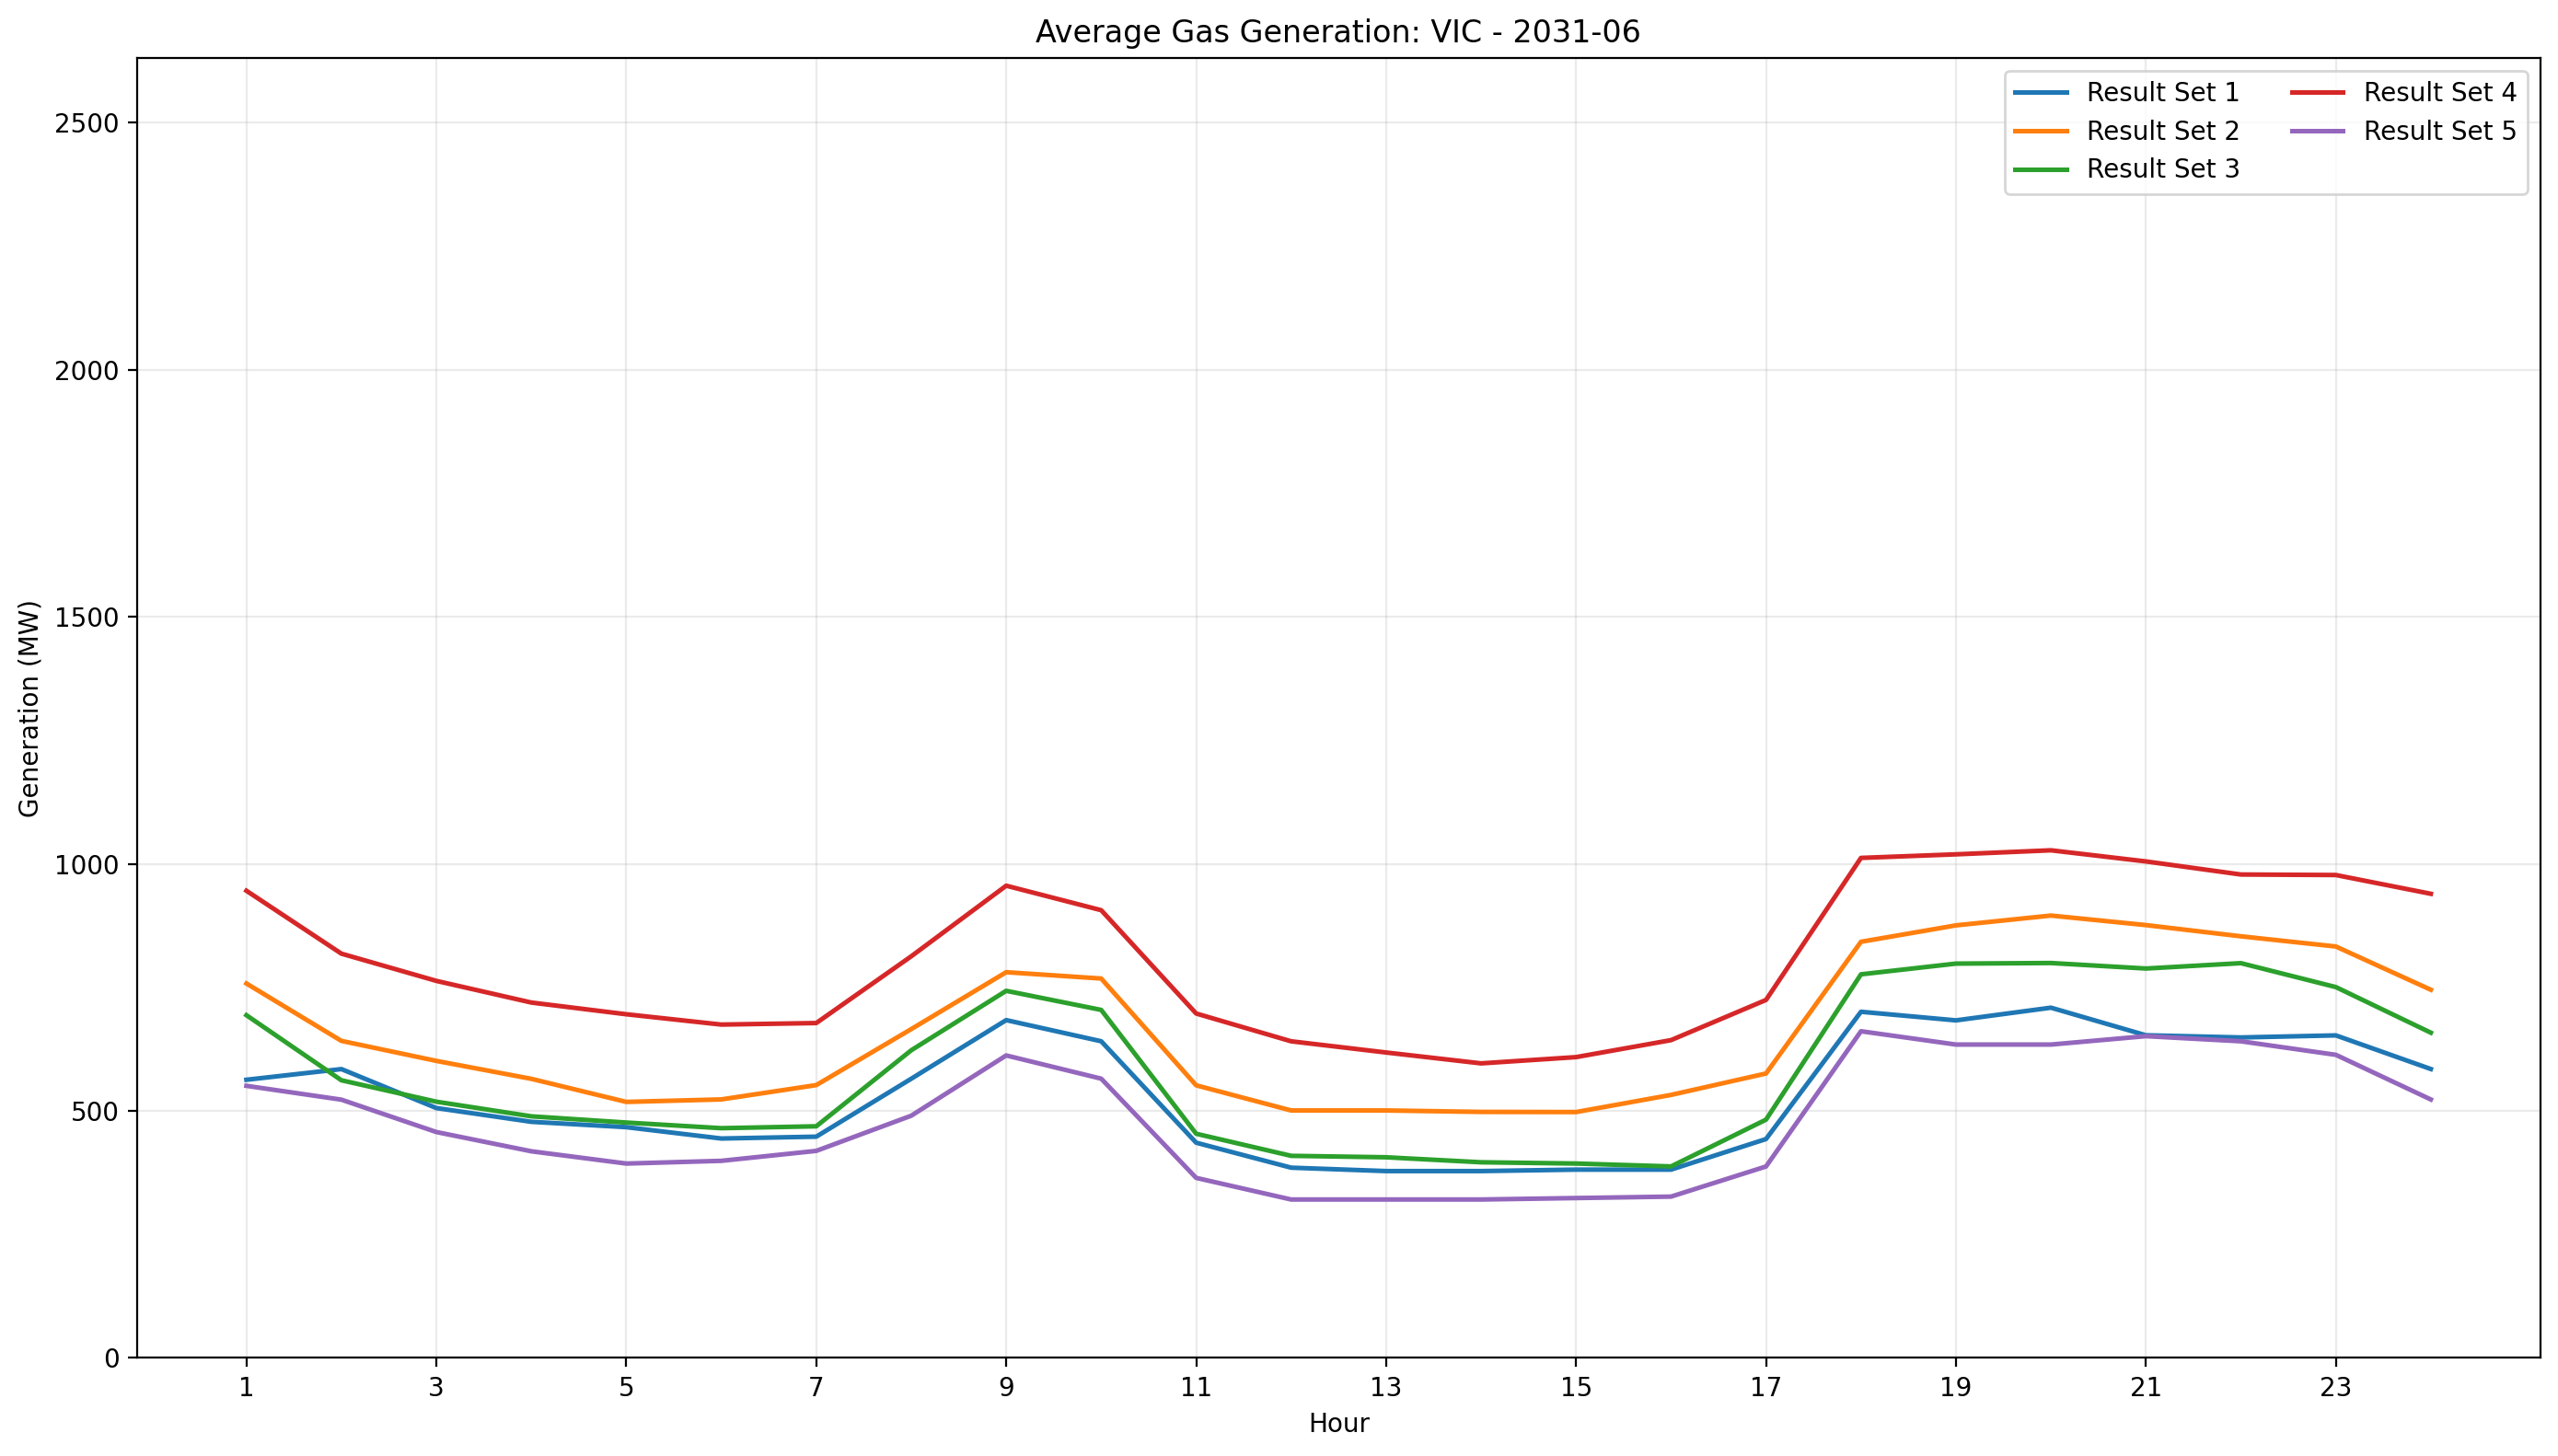 Average Gas Generation: VIC - 2031-06
Result Set 1
Result Set 2
Result Set 3
Result Set 4
Result Set 5
Generation (MW)
2500
2000
1500
1000
500
0
1 3 5 7 9 11 13 15 17 19 21 23
Hour